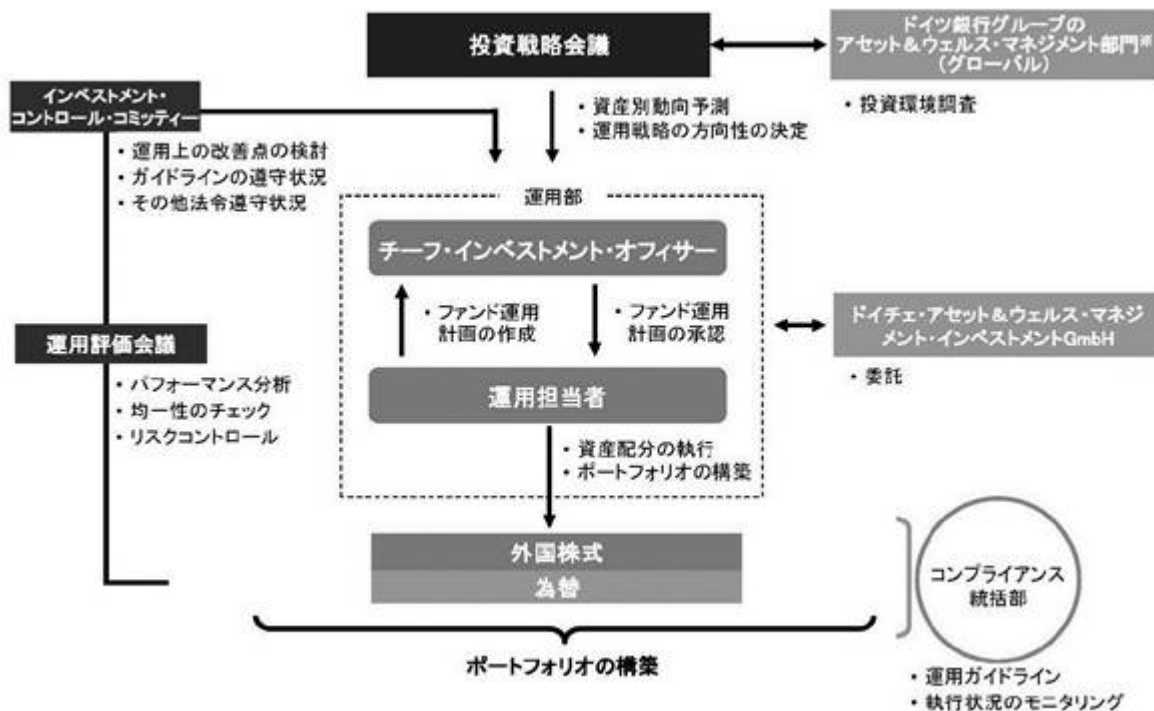 投資戦略会議
ドイツ銀行グループの
アセット&ウェルス・マネジメント部門※
(グローバル)
・投資環境調査
・資産別動向予測
・運用戦略の方向性の決定
インベストメント・
コントロール・コミッティー
・運用上の改善点の検討
・ガイドラインの遵守状況
・その他法令遵守状況
運用部
チーフ・インベストメント・オフィサー
・ファンド運用
計画の作成
・ファンド運用
計画の承認
運用担当者
・資産配分の執行
・ポートフォリオの構築
ドイチェ・アセット&ウェルス・マネジ
メント・インベストメントGmbH
・委託
運用評価会議
・パフォーマンス分析
・均一性のチェック
・リスクコントロール
外国株式
為替
ポートフォリオの構築
コンプライアンス
統括部
・運用ガイドライン
・執行状況のモニタリング